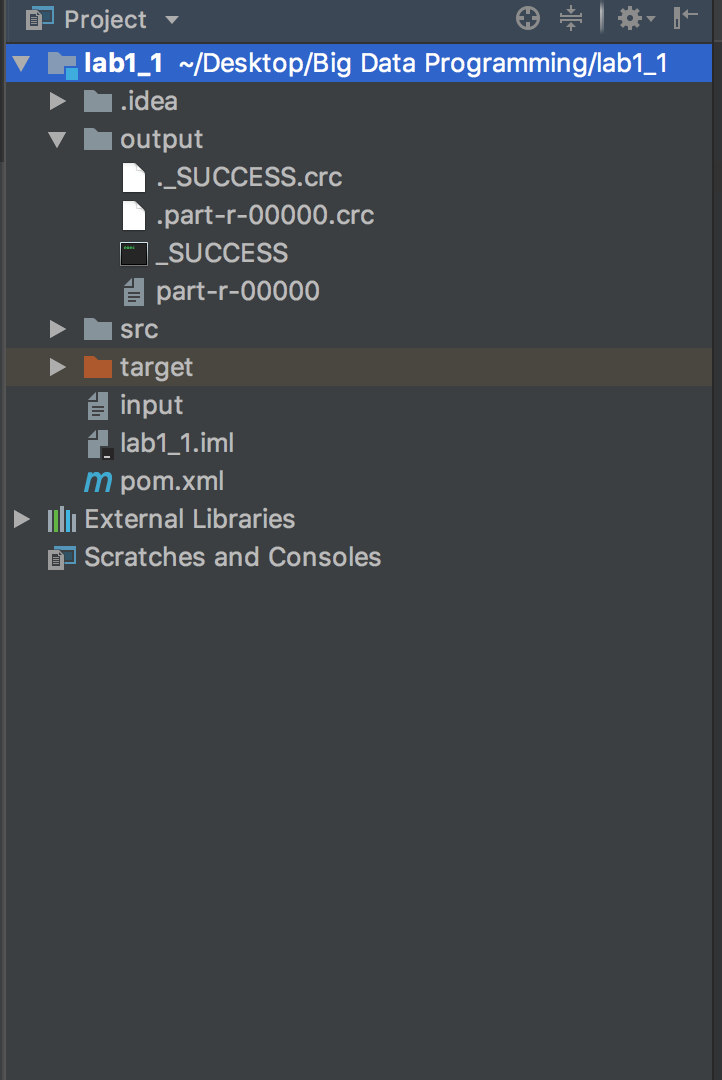 Project
lab1_1 ~/Desktop/Big Data Programming/lab1_1
.idea
output
._SUCCESS.crc
.part-r-00000.crc
_SUCCESS
part-r-00000
src
target
input
lab1_1.iml
m pom.xml
External Libraries
Scratches and Consoles